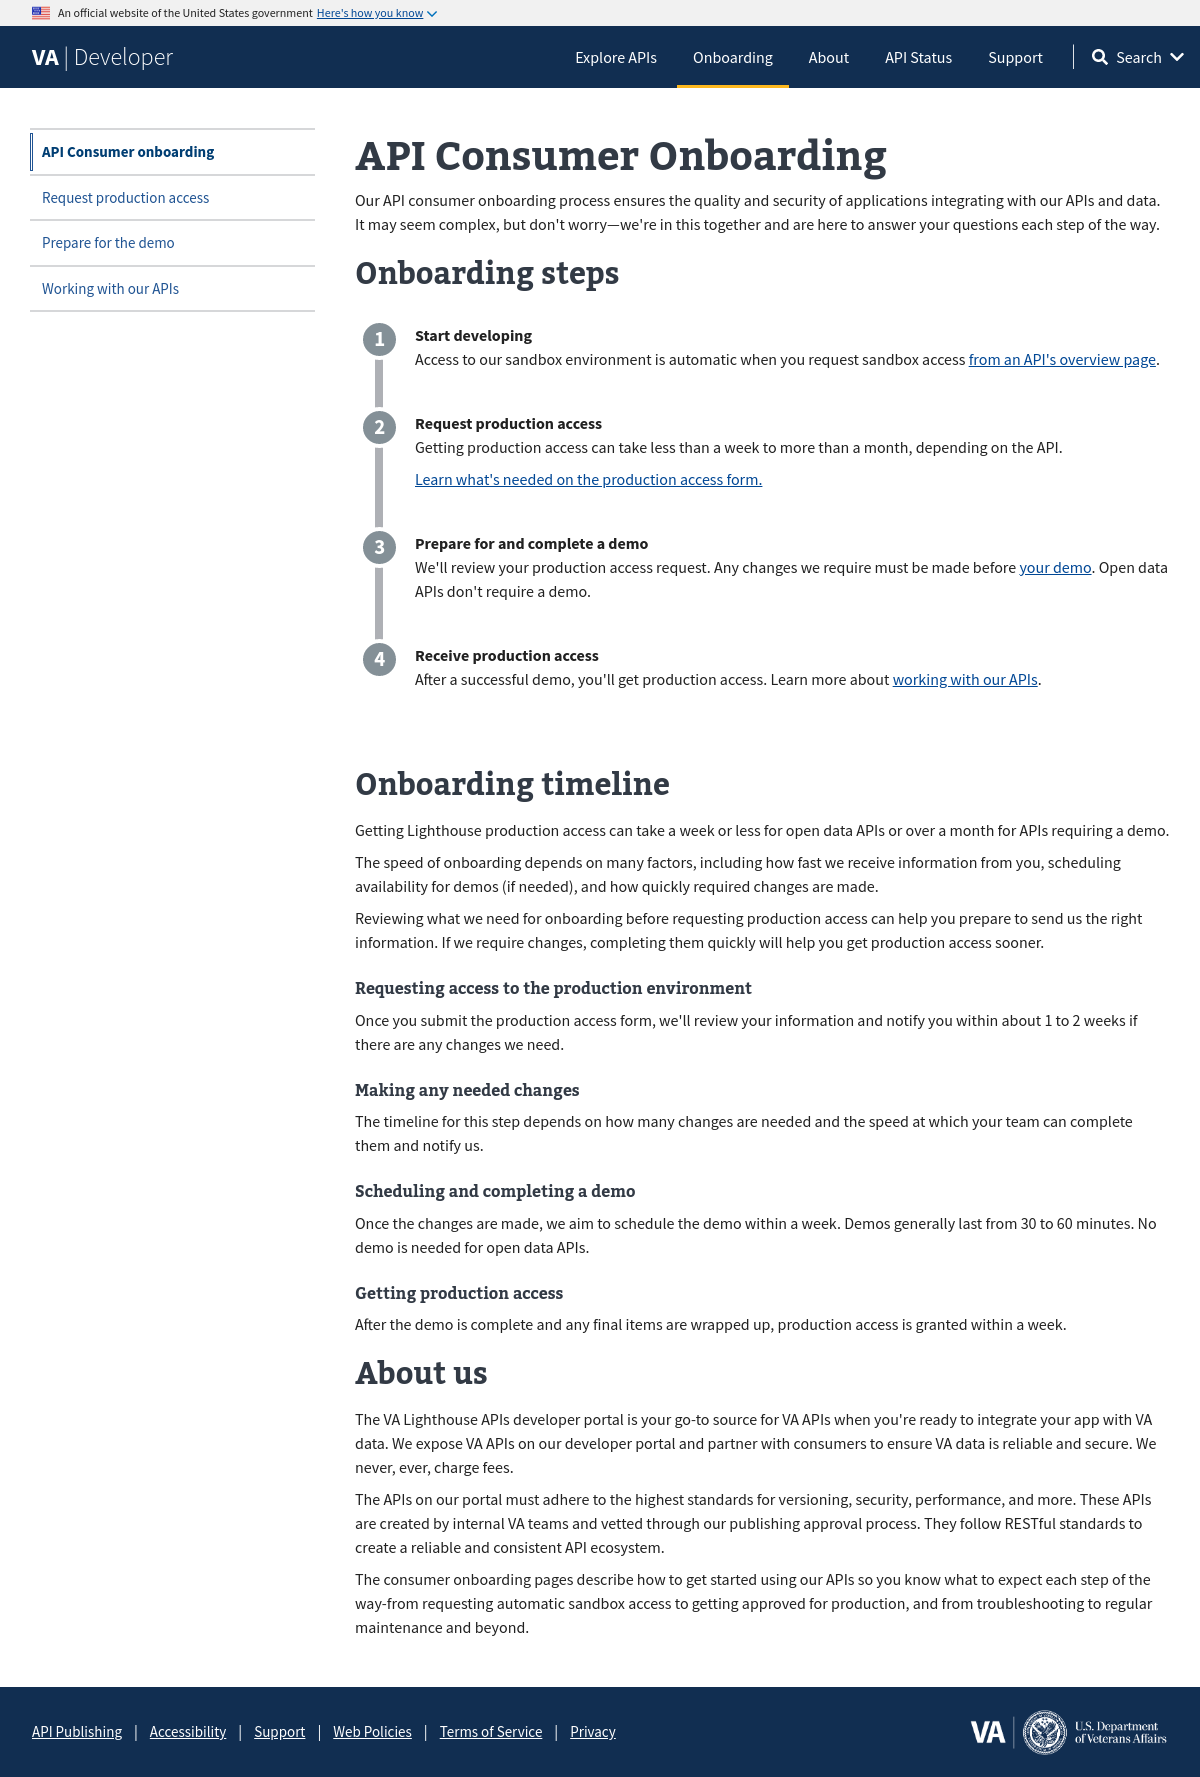 An official website of the United States government Here's how you know
VA | Developer
Explore APIs
Onboarding
About
API Status
Support
Search
API Consumer onboarding
Request production access
Prepare for the demo
Working with our APIs
API Consumer Onboarding
Our API consumer onboarding process ensures the quality and security of applications integrating with our APIs and data.
It may seem complex, but don't worry—we're in this together and are here to answer your questions each step of the way.
Onboarding steps
1 Start developing
Access to our sandbox environment is automatic when you request sandbox access from an API's overview page.
2 Request production access
Getting production access can take less than a week to more than a month, depending on the API.
Learn what's needed on the production access form.
3 Prepare for and complete a demo
We'll review your production access request. Any changes we require must be made before your demo. Open data
APIs don't require a demo.
4 Receive production access
After a successful demo, you'll get production access. Learn more about working with our APIs.
Onboarding timeline
Getting Lighthouse production access can take a week or less for open data APIs or over a month for APIs requiring a demo.
The speed of onboarding depends on many factors, including how fast we receive information from you, scheduling
availability for demos (if needed), and how quickly required changes are made.
Reviewing what we need for onboarding before requesting production access can help you prepare to send us the right
information. If we require changes, completing them quickly will help you get production access sooner.
Requesting access to the production environment
Once you submit the production access form, we'll review your information and notify you within about 1 to 2 weeks if
there are any changes we need.
Making any needed changes
The timeline for this step depends on how many changes are needed and the speed at which your team can complete
them and notify us.
Scheduling and completing a demo
Once the changes are made, we aim to schedule the demo within a week. Demos generally last from 30 to 60 minutes. No
demo is needed for open data APIs.
Getting production access
After the demo is complete and any final items are wrapped up, production access is granted within a week.
About us
The VA Lighthouse APIs developer portal is your go-to source for VA APIs when you're ready to integrate your app with VA
data. We expose VA APIs on our developer portal and partner with consumers to ensure VA data is reliable and secure. We
never, ever, charge fees.
The APIs on our portal must adhere to the highest standards for versioning, security, performance, and more. These APIs
are created by internal VA teams and vetted through our publishing approval process. They follow RESTful standards to
create a reliable and consistent API ecosystem.
The consumer onboarding pages describe how to get started using our APIs so you know what to expect each step of the
way-from requesting automatic sandbox access to getting approved for production, and from troubleshooting to regular
maintenance and beyond.
API Publishing | Accessibility | Support | Web Policies | Terms of Service | Privacy
VA | U.S. Department
of Veterans Affairs